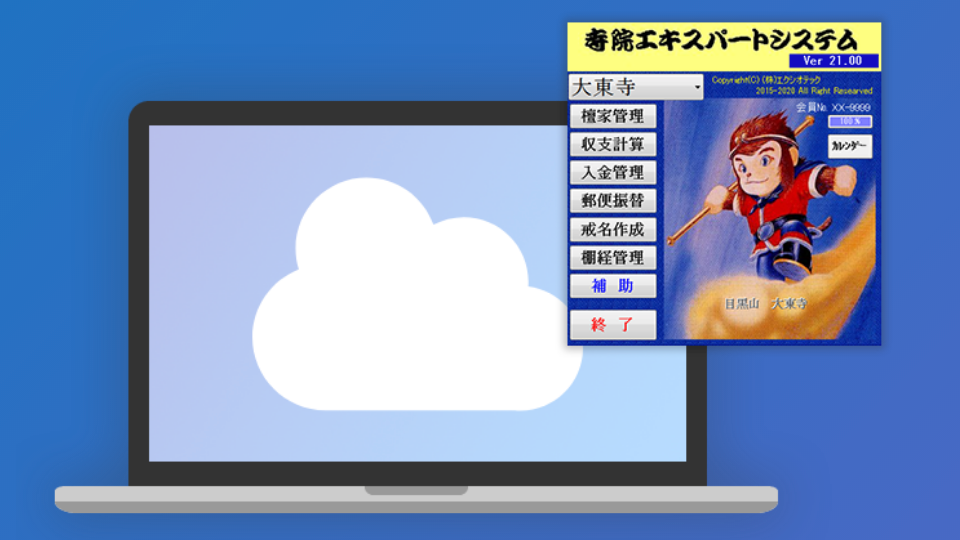 寺院エキスパートシステム
Ver 21.00
大東寺
Copyright(C) (株)エクシオテック
2015-2020 All Right Researved
会員№ XX-9999
100 %
カレンダー
檀家管理
収支計算
入金管理
郵便振替
戒名作成
棚経管理
補 助
終 了
目黒山 大東寺